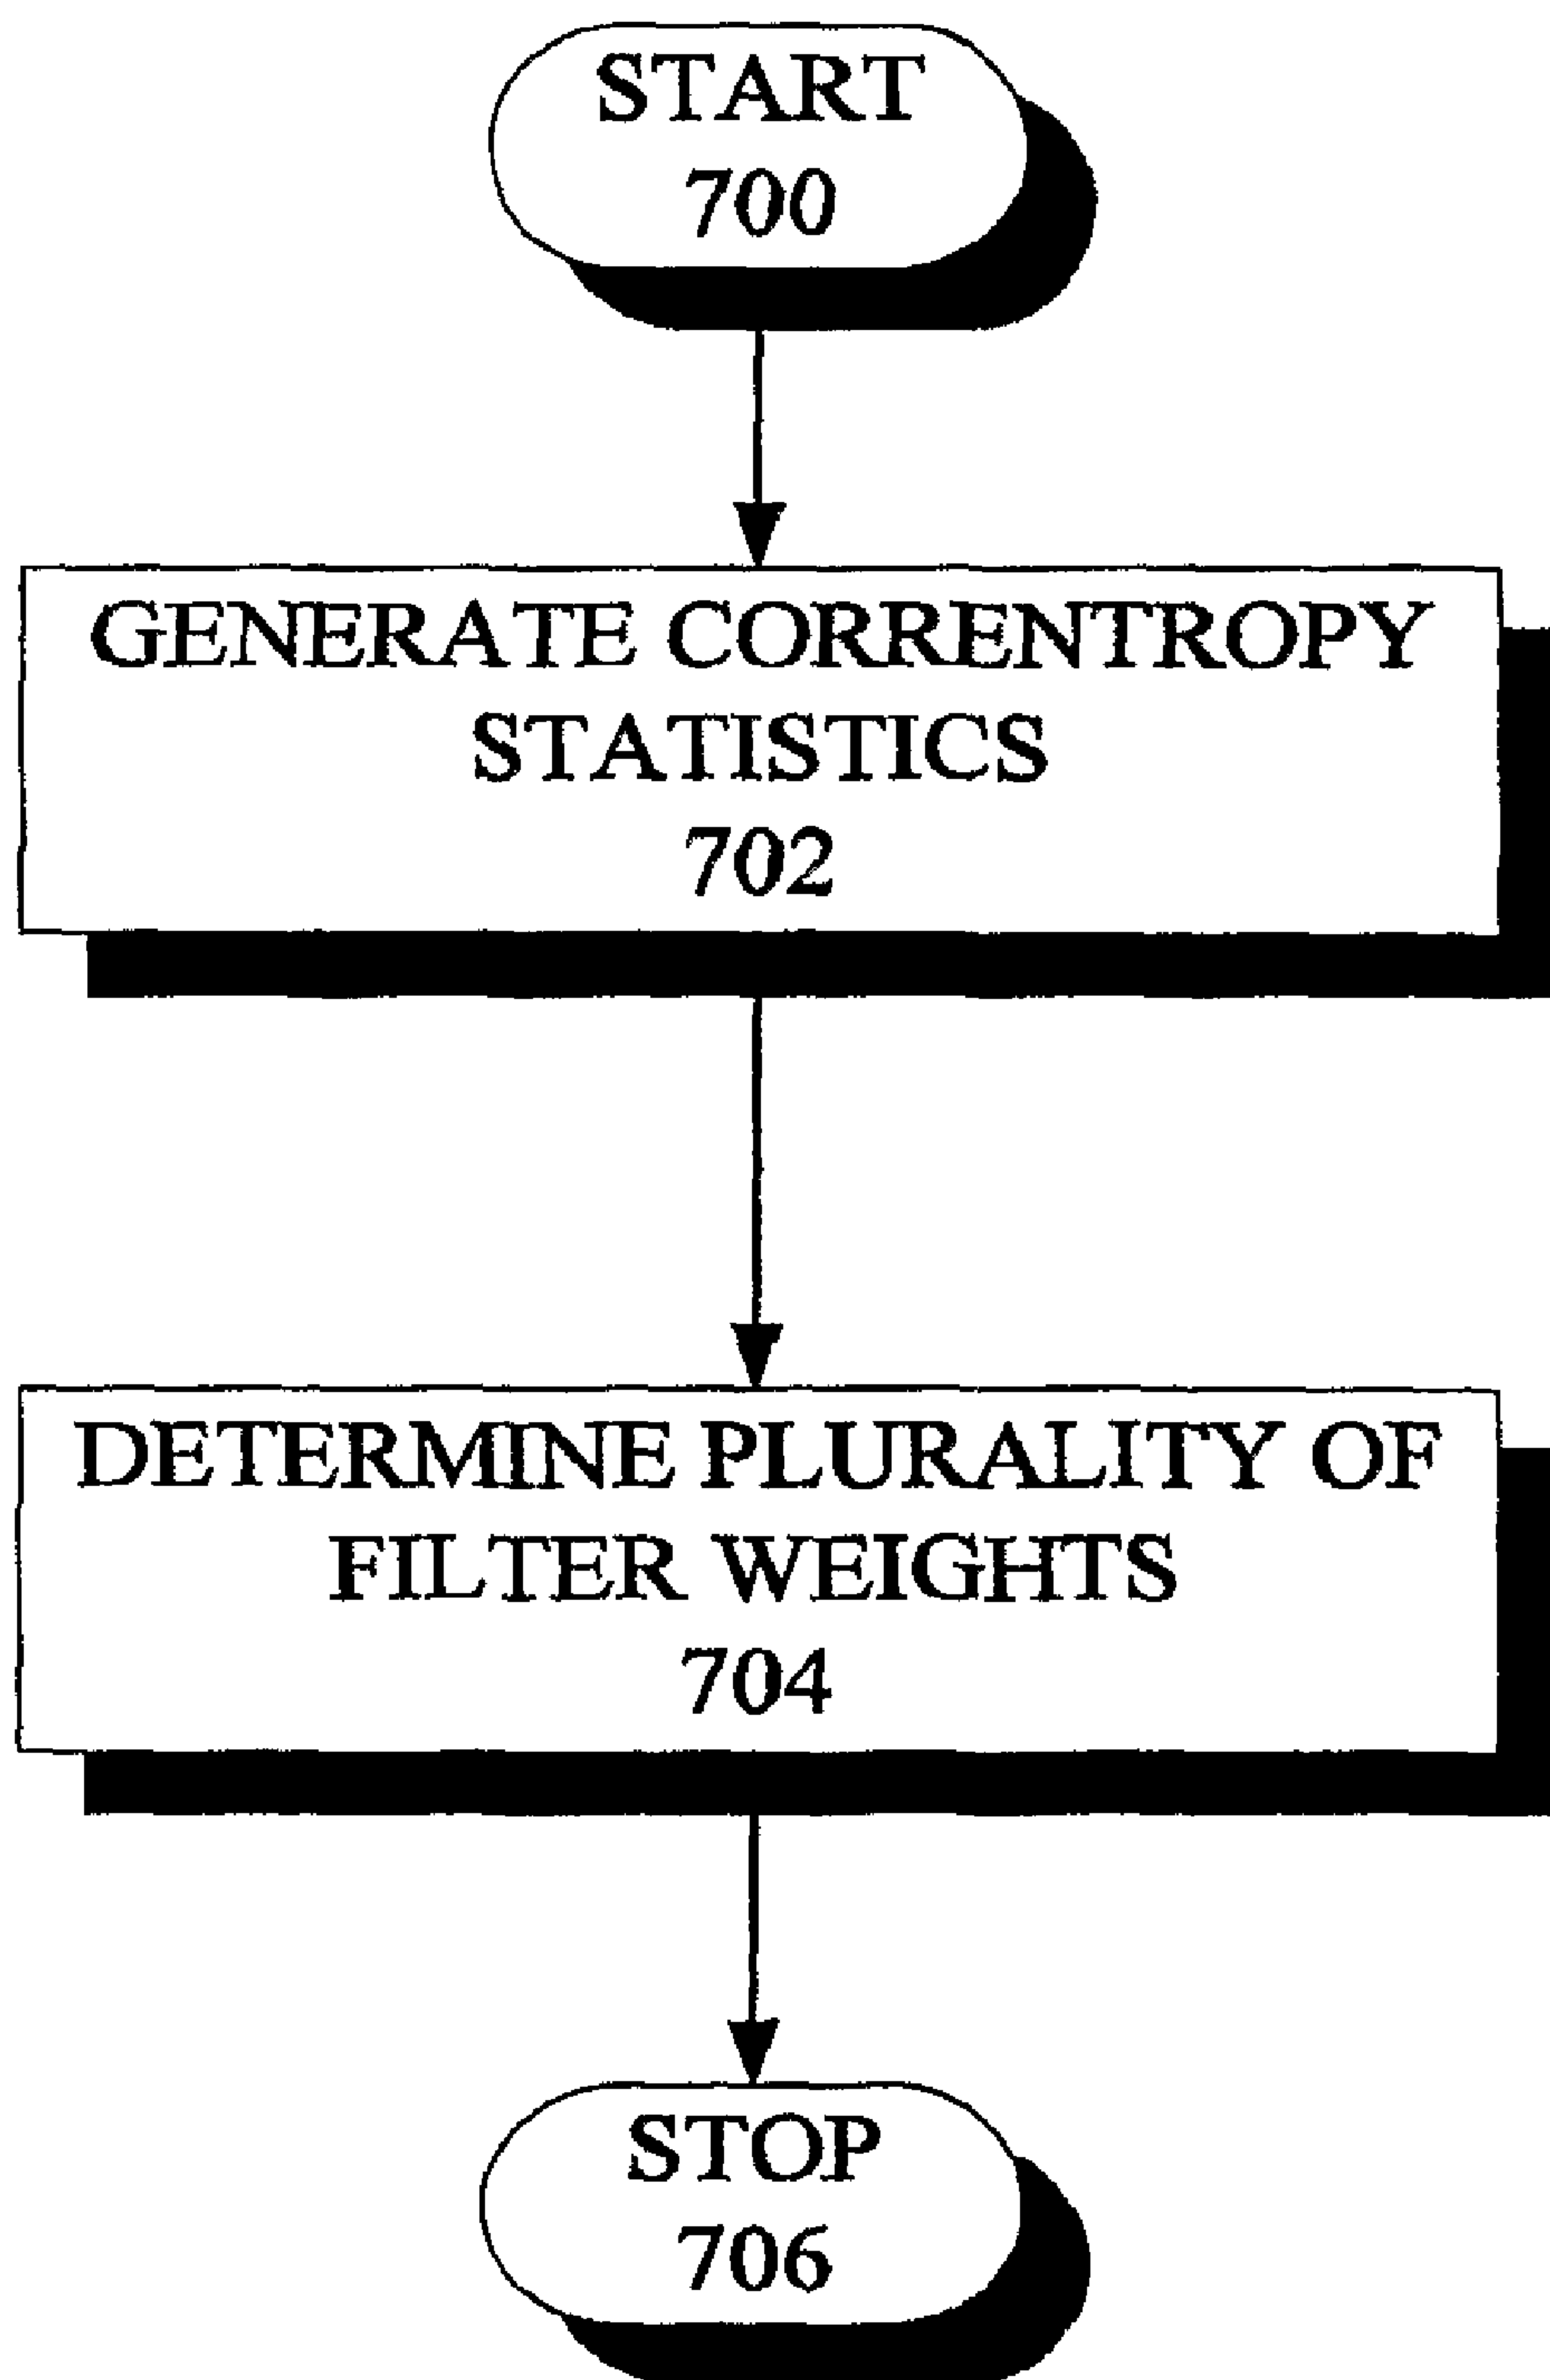 START
700
GENERATE CORRENTROPY
STATISTICS
702
DETERMINE PLURALITY OF
FILTER WEIGHTS
704
STOP
706